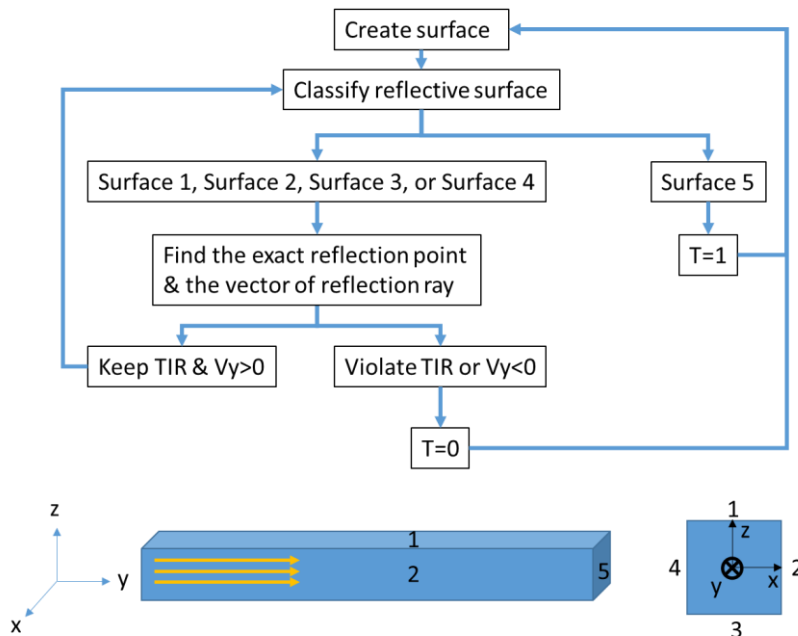 Create surface
Classify reflective surface
Surface 1, Surface 2, Surface 3, or Surface 4
Surface 5
Find the exact reflection point
& the vector of reflection ray
T=1
Keep TIR & Vy>0
Violate TIR or Vy<0
T=0
z
y
x
1
2
5
1
z
4
y
x
2
3